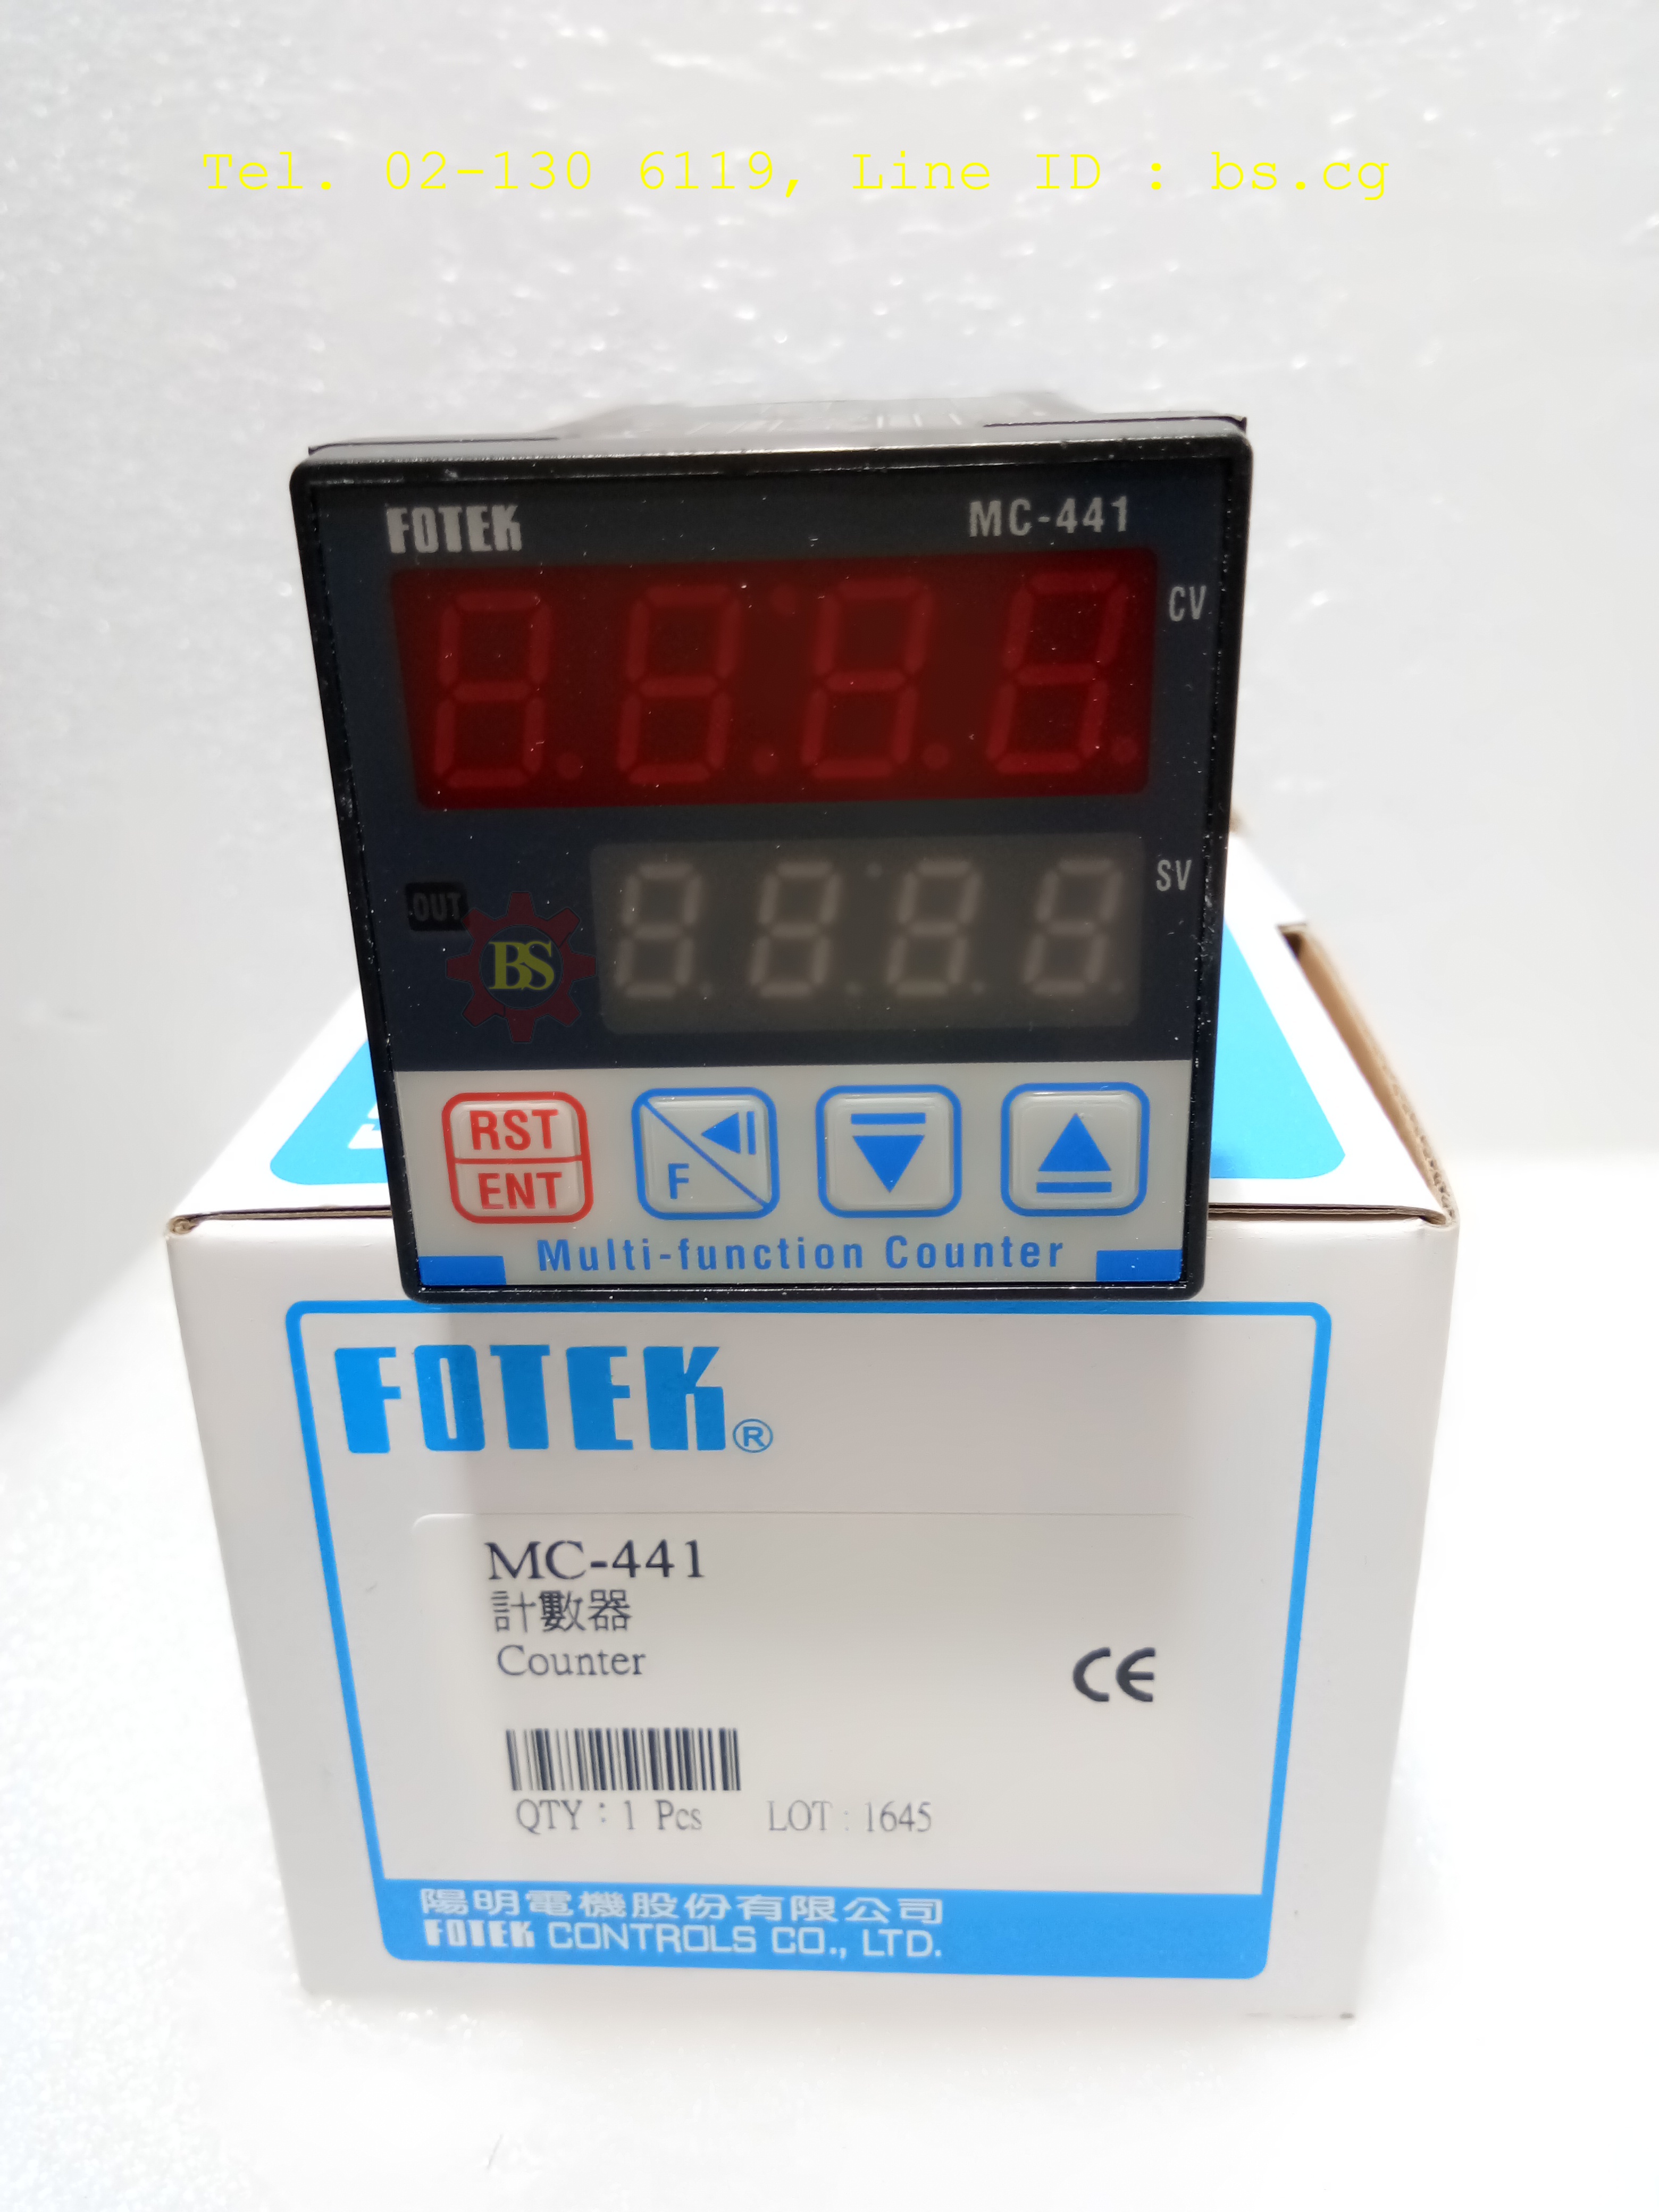 Tel. 02-130 6119, Line ID : bs.cg
FOTEK MC-441
CV
SV
OUT
BS
RST
ENT
F
Multi-function Counter
FOTEK®
MC-441
計數器
Counter
CE
QTY：1 Pcs LOT : 1645
陽明電機股份有限公司
FOTEK CONTROLS CO., LTD.